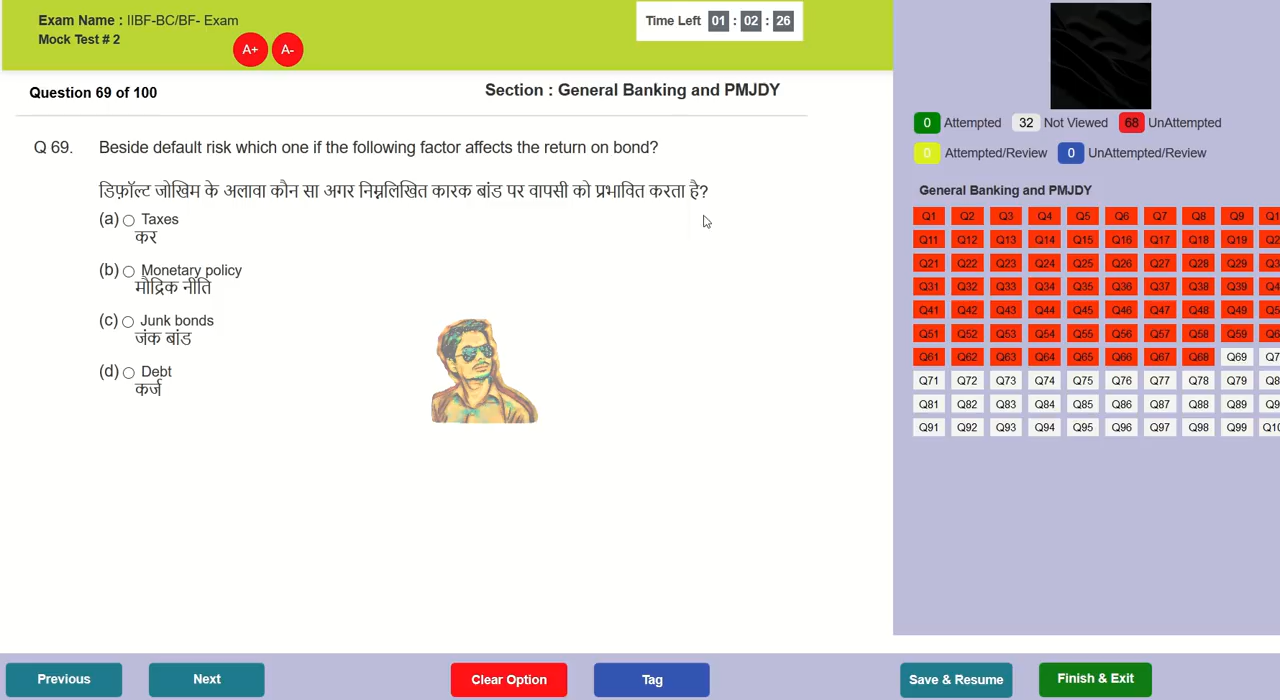 Exam Name : IIBF-BC/BF- Exam
Mock Test # 2
A+ A-
Time Left 01 : 02 : 26
Question 69 of 100
Section : General Banking and PMJDY
Q 69. Beside default risk which one if the following factor affects the return on bond?
डिफ़ॉल्ट जोखिम के अलावा कौन सा अगर निम्नलिखित कारक बांड पर वापसी को प्रभावित करता है?
(a) Taxes
कर
(b) Monetary policy
मौद्रिक नीति
(c) Junk bonds
जंक बांड
(d) Debt
कर्ज
0 Attempted 32 Not Viewed 68 UnAttempted
0 Attempted/Review 0 UnAttempted/Review
General Banking and PMJDY
Q1 Q2 Q3 Q4 Q5 Q6 Q7 Q8 Q9
Q11 Q12 Q13 Q14 Q15 Q16 Q17 Q18 Q19
Q21 Q22 Q23 Q24 Q25 Q26 Q27 Q28 Q29
Q31 Q32 Q33 Q34 Q35 Q36 Q37 Q38 Q39
Q41 Q42 Q43 Q44 Q45 Q46 Q47 Q48 Q49
Q51 Q52 Q53 Q54 Q55 Q56 Q57 Q58 Q59
Q61 Q62 Q63 Q64 Q65 Q66 Q67 Q68 Q69
Q71 Q72 Q73 Q74 Q75 Q76 Q77 Q78 Q79
Q81 Q82 Q83 Q84 Q85 Q86 Q87 Q88 Q89
Q91 Q92 Q93 Q94 Q95 Q96 Q97 Q98 Q99
Previous Next Clear Option Tag Save & Resume Finish & Exit